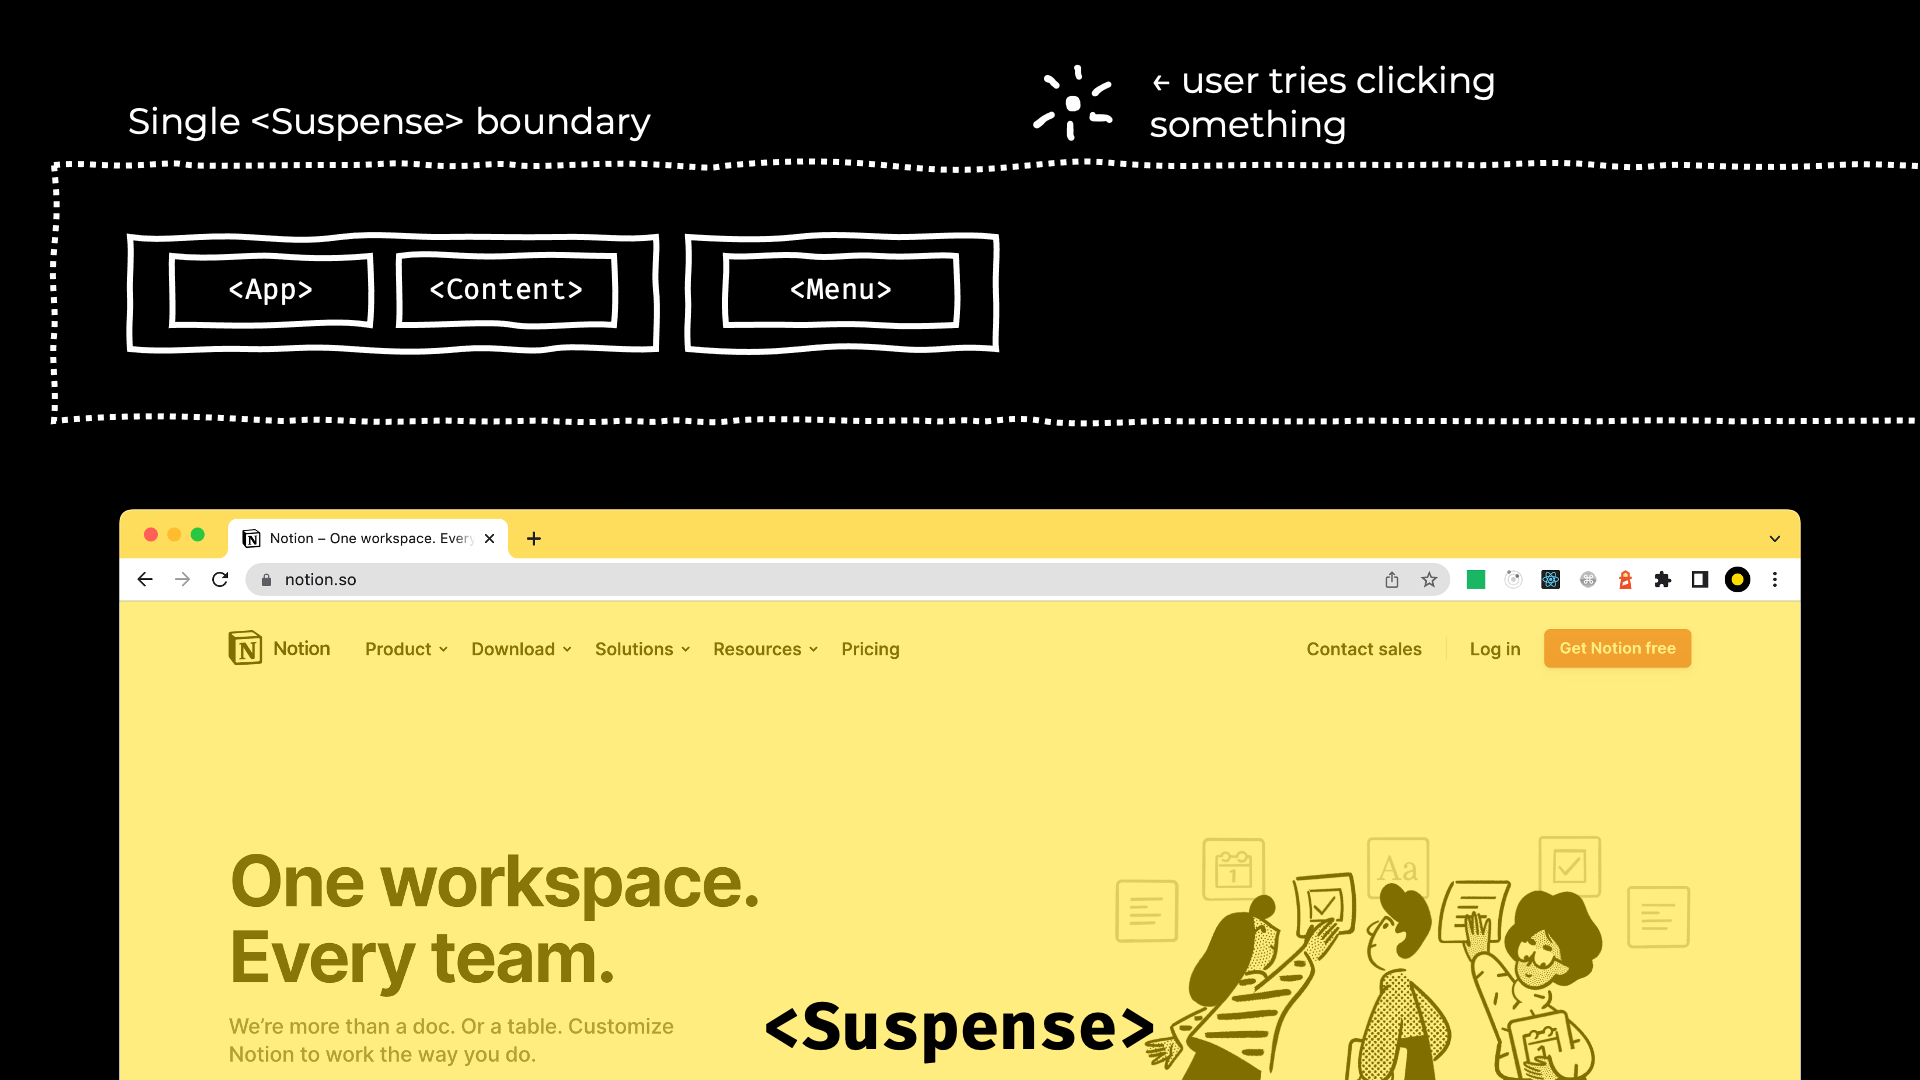 ← user tries clicking
something
Single <Suspense> boundary
<App>
<Content>
<Menu>
Notion – One workspace. Every
notion.so
Notion
Product
Download
Solutions
Resources
Pricing
Contact sales
Log in
Get Notion free
1
Aa
One workspace.
Every team.
We’re more than a doc. Or a table. Customize
Notion to work the way you do.
<Suspense>